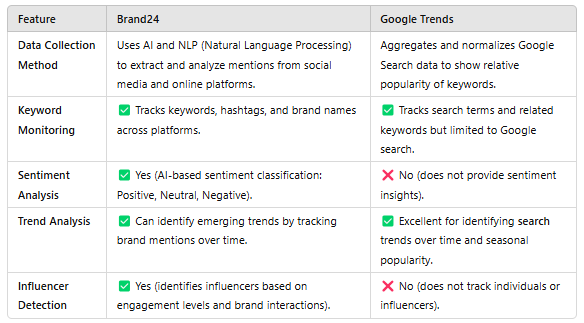 Feature Brand24 Google Trends
Data Collection Uses AI and NLP (Natural Language Processing) Aggregates and normalizes Google
Method to extract and analyze mentions from social Search data to show relative
media and online platforms. popularity of keywords.
Keyword ✅ Tracks keywords, hashtags, and brand names ✅ Tracks search terms and related
Monitoring across platforms. keywords but limited to Google
search.
Sentiment ✅ Yes (AI-based sentiment classification: ❌ No (does not provide sentiment
Analysis Positive, Neutral, Negative). insights).
Trend Analysis ✅ Can identify emerging trends by tracking ✅ Excellent for identifying search
brand mentions over time. trends over time and seasonal
popularity.
Influencer ✅ Yes (identifies influencers based on ❌ No (does not track individuals or
Detection engagement levels and brand interactions). influencers).